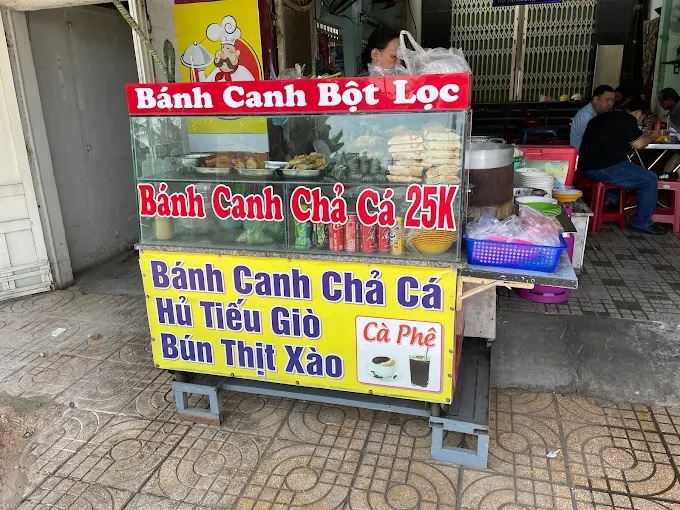 Bánh Canh Bột Lọc
Bánh Canh Chả Cá 25K
Bánh Canh Chả Cá
Hủ Tiếu Giò
Bún Thịt Xào
Cà Phê